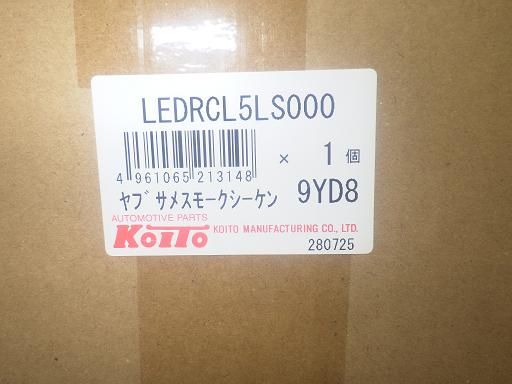 LEDRCL5LS000
4 961065 213148 × 1 個
ヤブサメスモークシーケン 9YD8
AUTOMOTIVE PARTS
KOITO KOITO MANUFACTURING CO., LTD.
280725